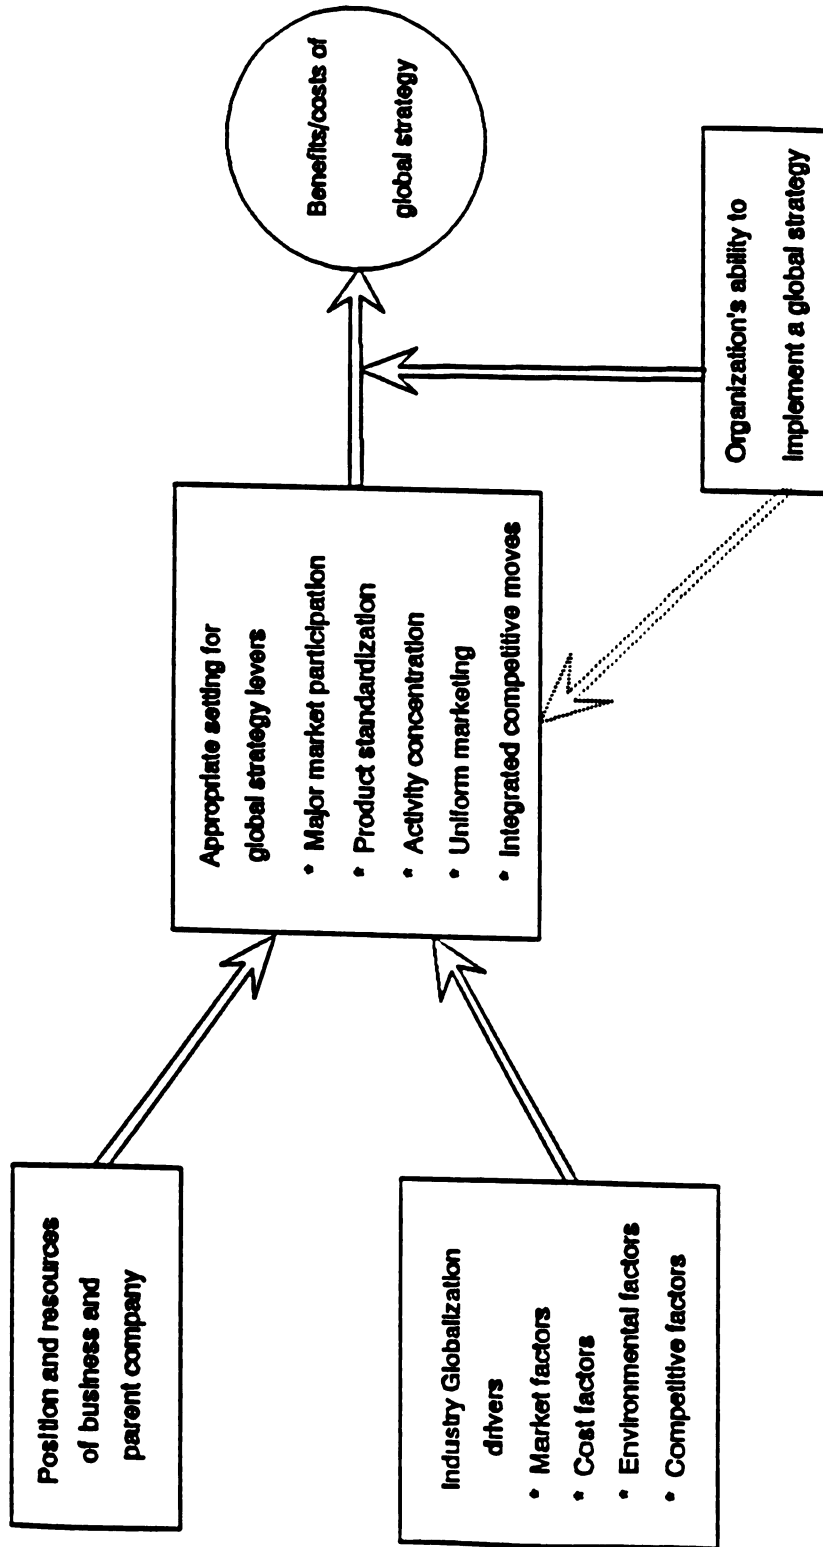 Position and resources
of business and
parent company
Industry Globalization
drivers
* Market factors
* Cost factors
* Environmental factors
* Competitive factors
Appropriate setting for
global strategy levers
* Major market participation
* Product standardization
* Activity concentration
* Uniform marketing
* Integrated competitive moves
Benefits/costs of
global strategy
Organization's ability to
Implement a global strategy